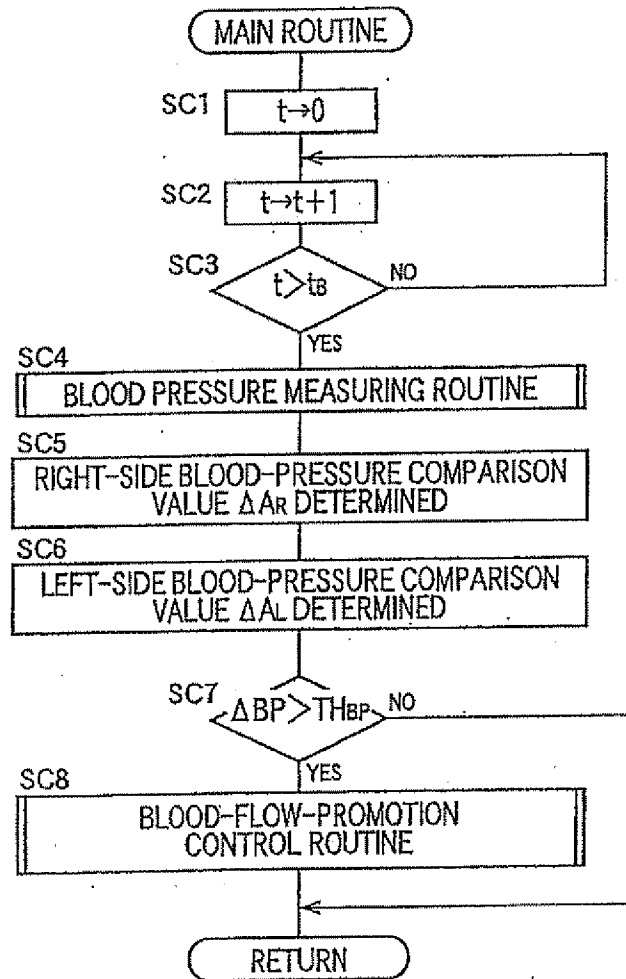 MAIN ROUTINE
SC1
t→0
SC2
t→t+1
SC3
t>tB
NO
YES
SC4
BLOOD PRESSURE MEASURING ROUTINE
SC5
RIGHT-SIDE BLOOD-PRESSURE COMPARISON
VALUE ΔAR DETERMINED
SC6
LEFT-SIDE BLOOD-PRESSURE COMPARISON
VALUE ΔAL DETERMINED
SC7
ΔBP>THBP
NO
YES
SC8
BLOOD-FLOW-PROMOTION
CONTROL ROUTINE
RETURN